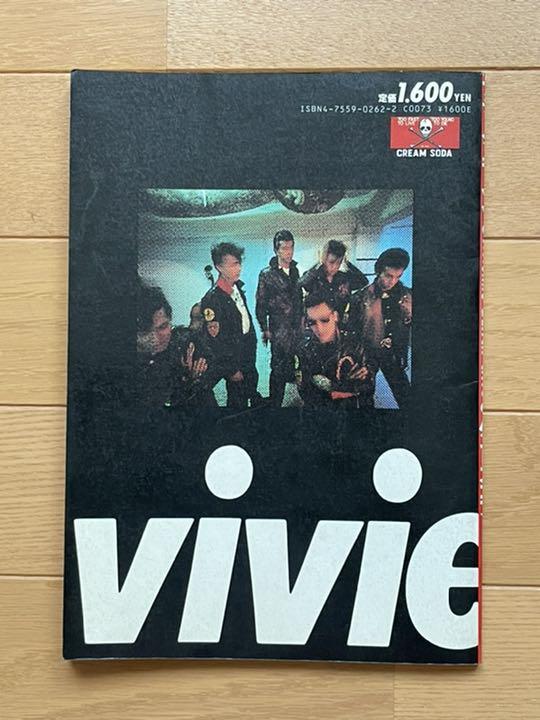 定価1,600YEN
ISBN4-7559-0262-2 C0073 ¥1600E
TOO FAST TOO YOUNG
TO LIVE TO DIE
CREAM SODA
vivie